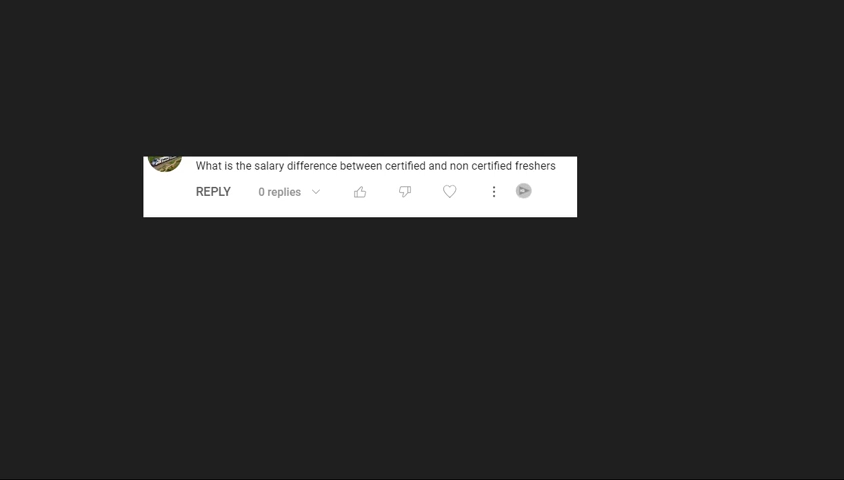 What is the salary difference between certified and non certified freshers
REPLY 0 replies